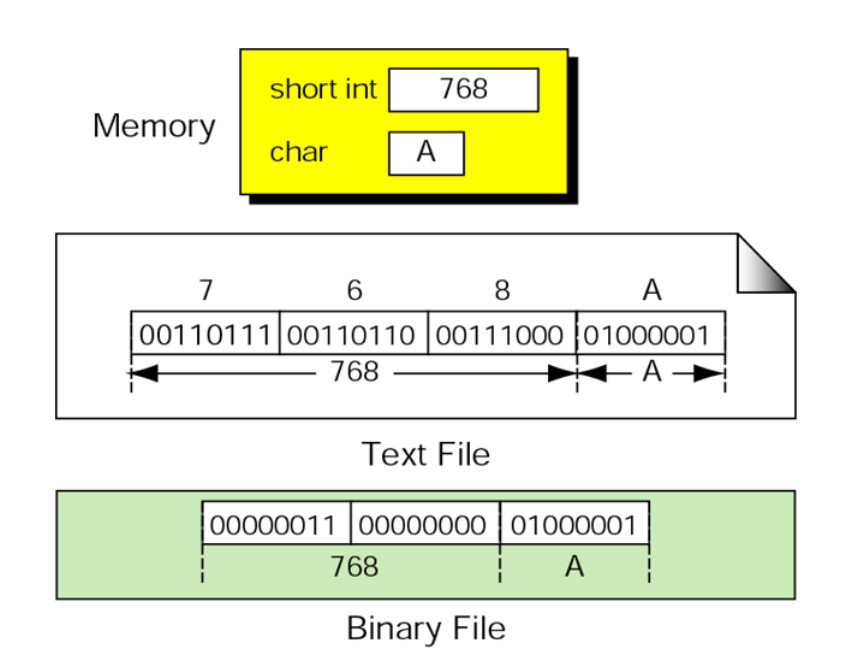 short int 768
Memory
char A
7 6 8 A
00110111 00110110 00111000 01000001
768 A
Text File
00000011 00000000 01000001
768 A
Binary File